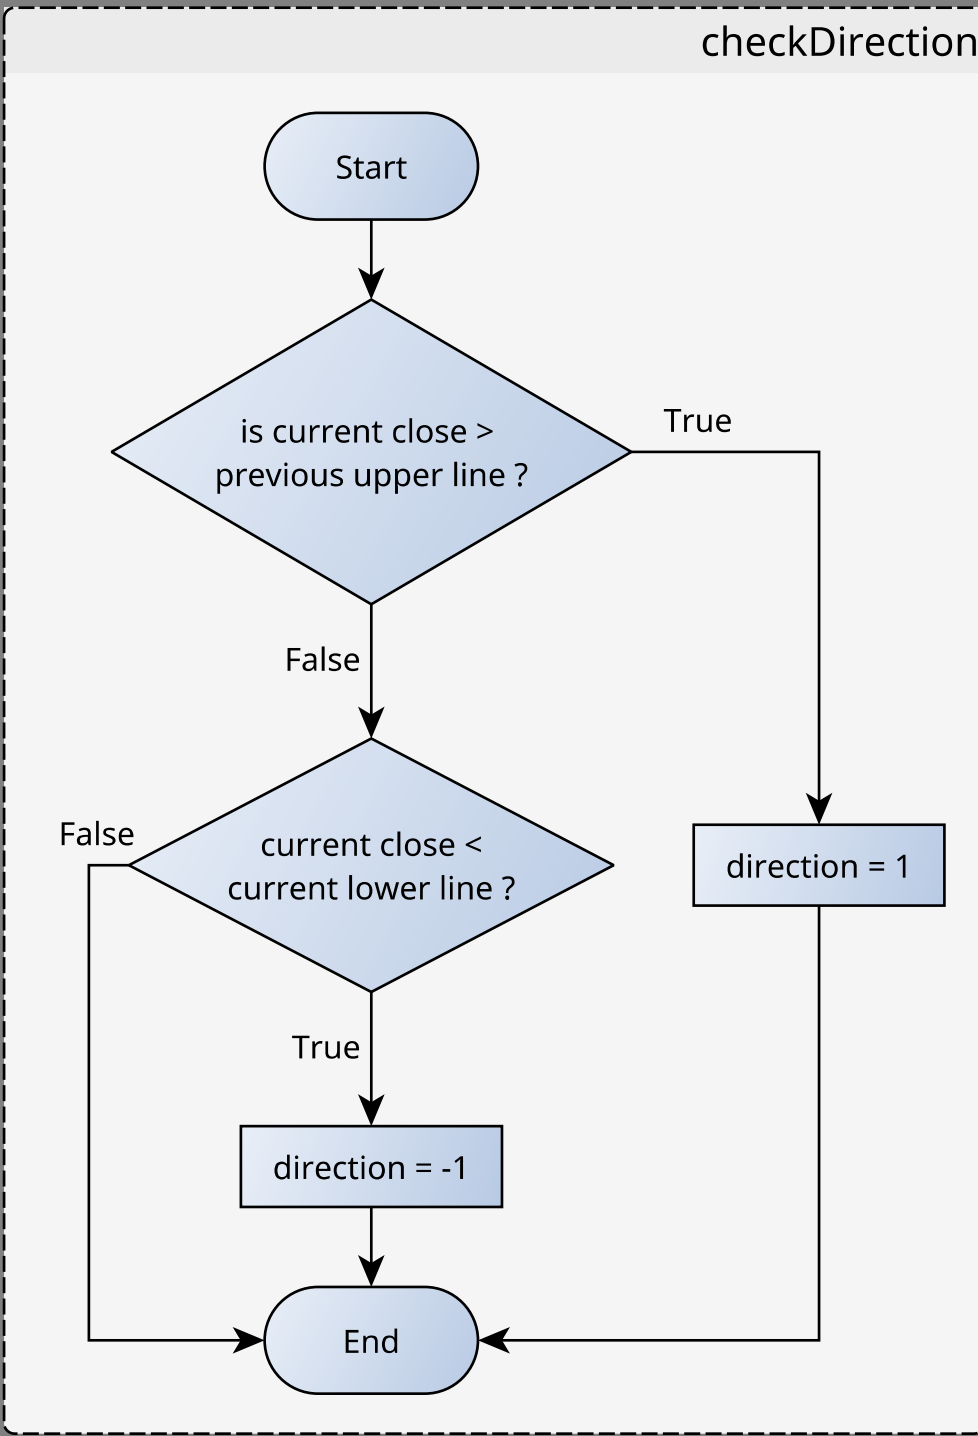 checkDirection
Start
is current close >
previous upper line ?
True
False
current close <
current lower line ?
False
direction = 1
True
direction = -1
End